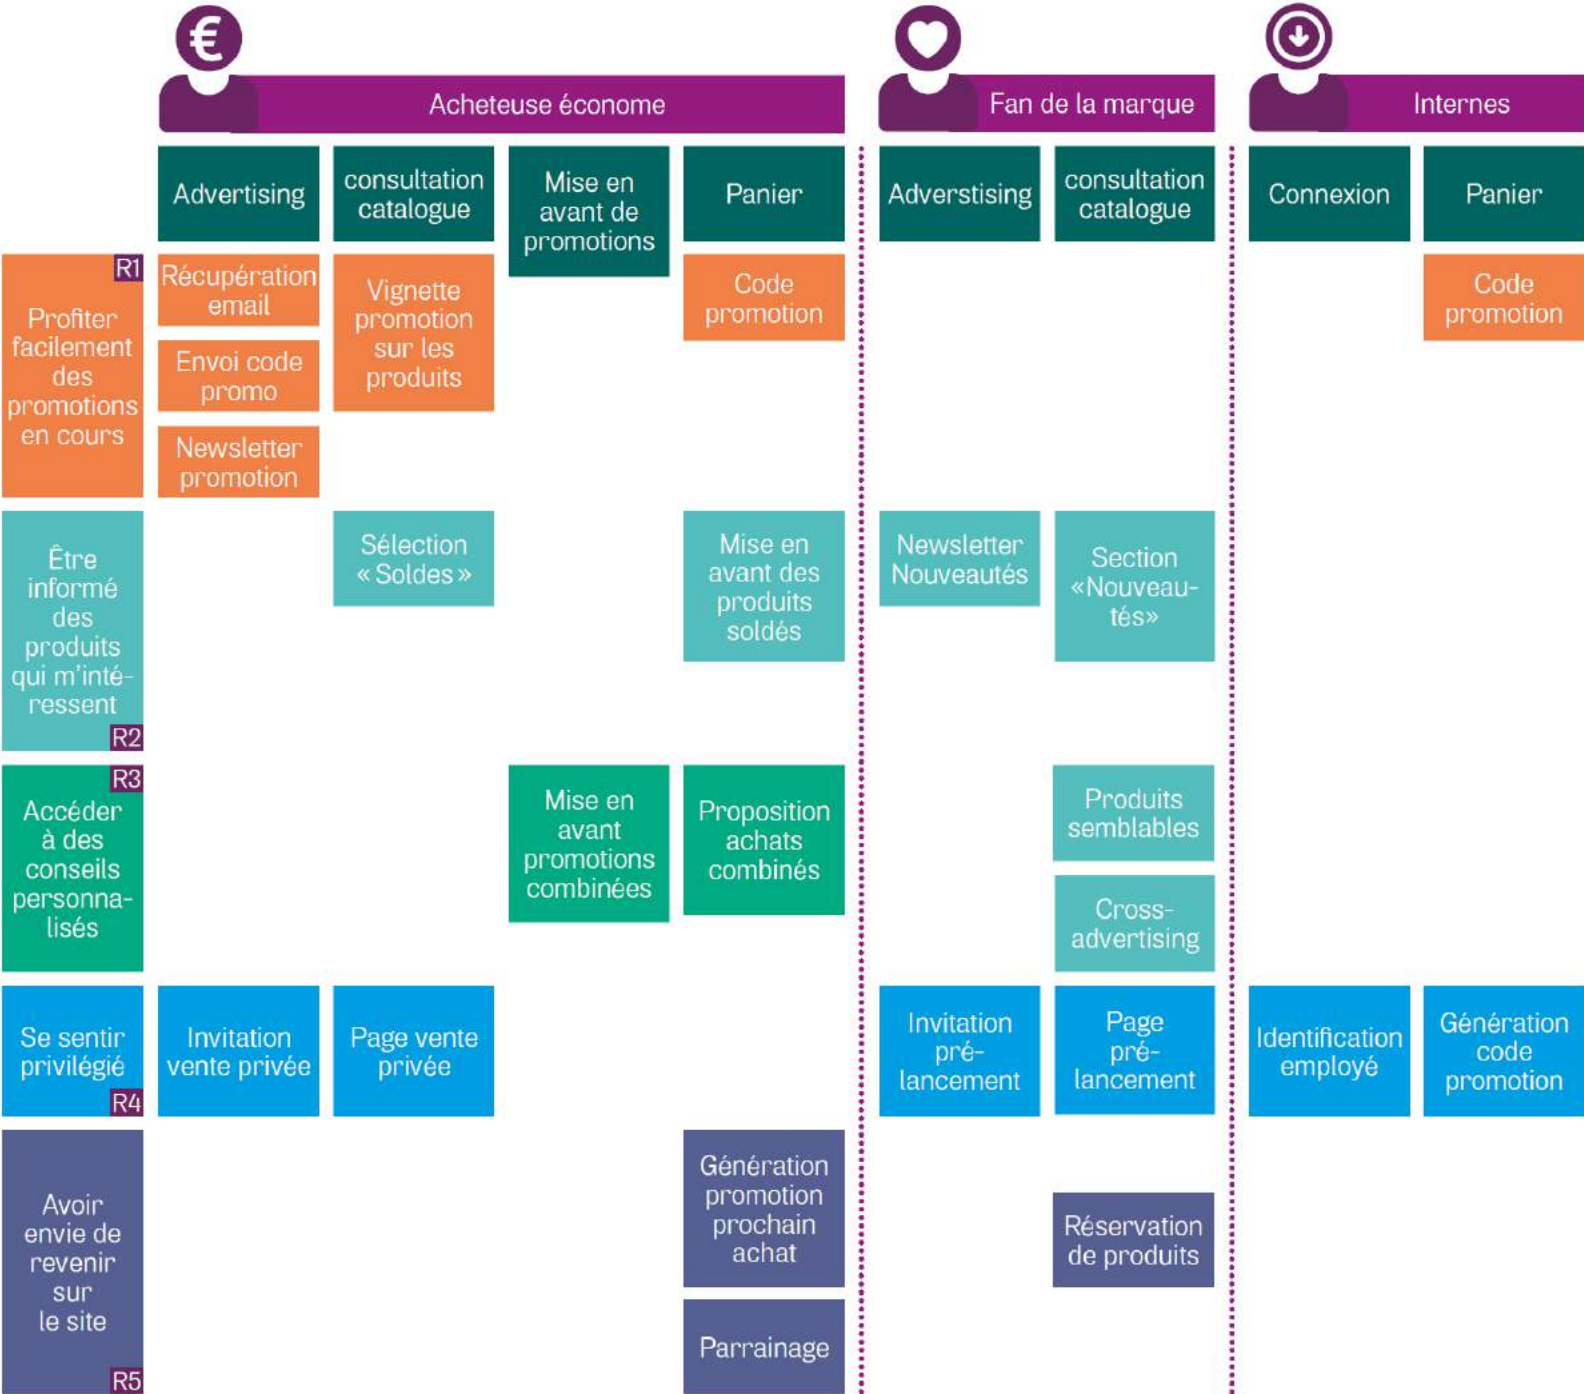 €
Acheteuse économe
Fan de la marque
Internes
Advertising
consultation
catalogue
Mise en
avant de
promotions
Panier
Adverstising
consultation
catalogue
Connexion
Panier
R1
Profiter
facilement
des
promotions
en cours
Récupération
email
Envoi code
promo
Newsletter
promotion
Vignette
promotion
sur les
produits
Code
promotion
Code
promotion
Être
informé
des
produits
qui m'inté-
ressent
R2
Sélection
« Soldes »
Mise en
avant des
produits
soldés
Newsletter
Nouveautés
Section
«Nouveau-
tés»
R3
Accéder
à des
conseils
personna-
lisés
Mise en
avant
promotions
combinées
Proposition
achats
combinés
Produits
semblables
Cross-
advertising
Se sentir
privilégié
R4
Invitation
vente privée
Page vente
privée
Invitation
pré-
lancement
Page
pré-
lancement
Identification
employé
Génération
code
promotion
Avoir
envie de
revenir
sur
le site
R5
Génération
promotion
prochain
achat
Parrainage
Réservation
de produits